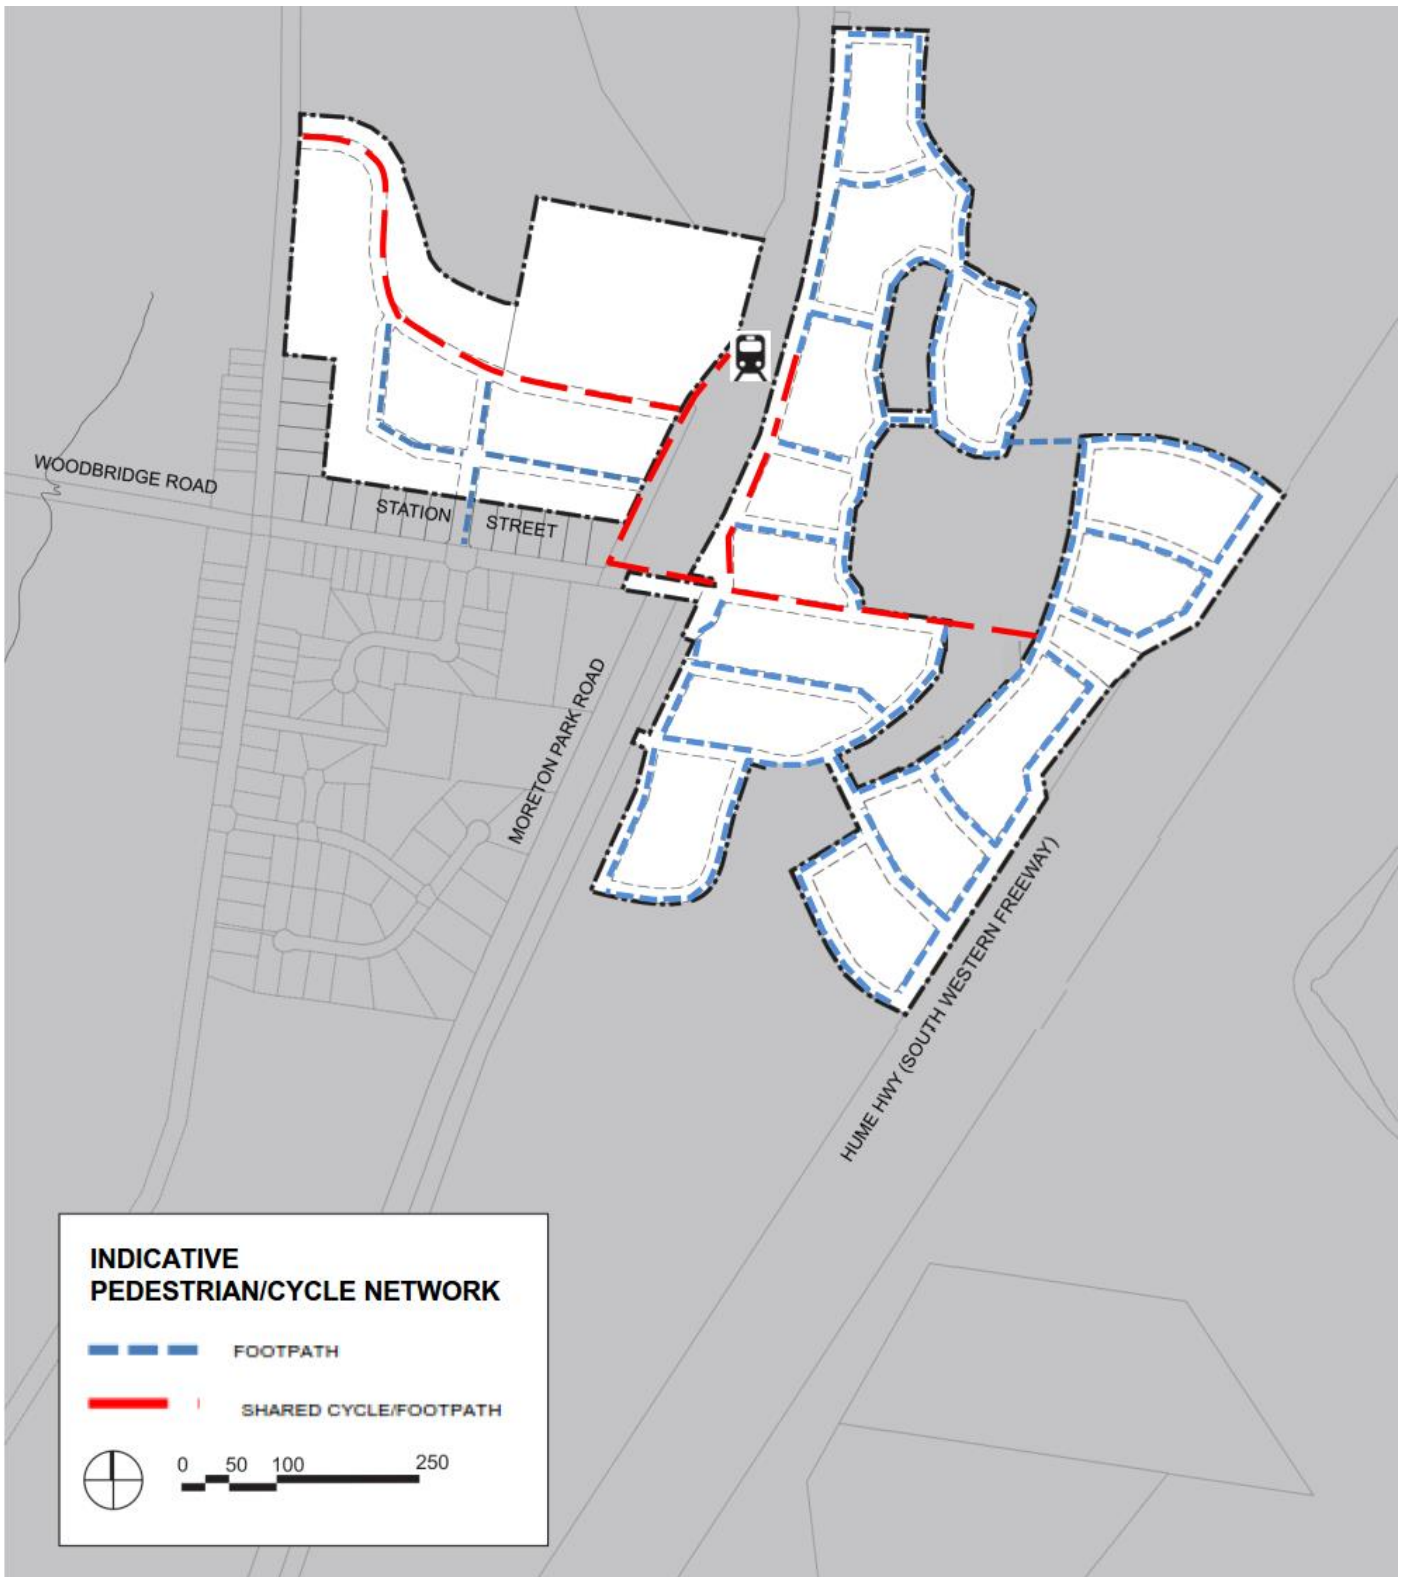 WOODBRIDGE ROAD
STATION STREET
MORETON PARK ROAD
HUME HWY (SOUTH WESTERN FREEWAY)
INDICATIVE
PEDESTRIAN/CYCLE NETWORK
FOOTPATH
SHARED CYCLE/FOOTPATH
0 50 100 250